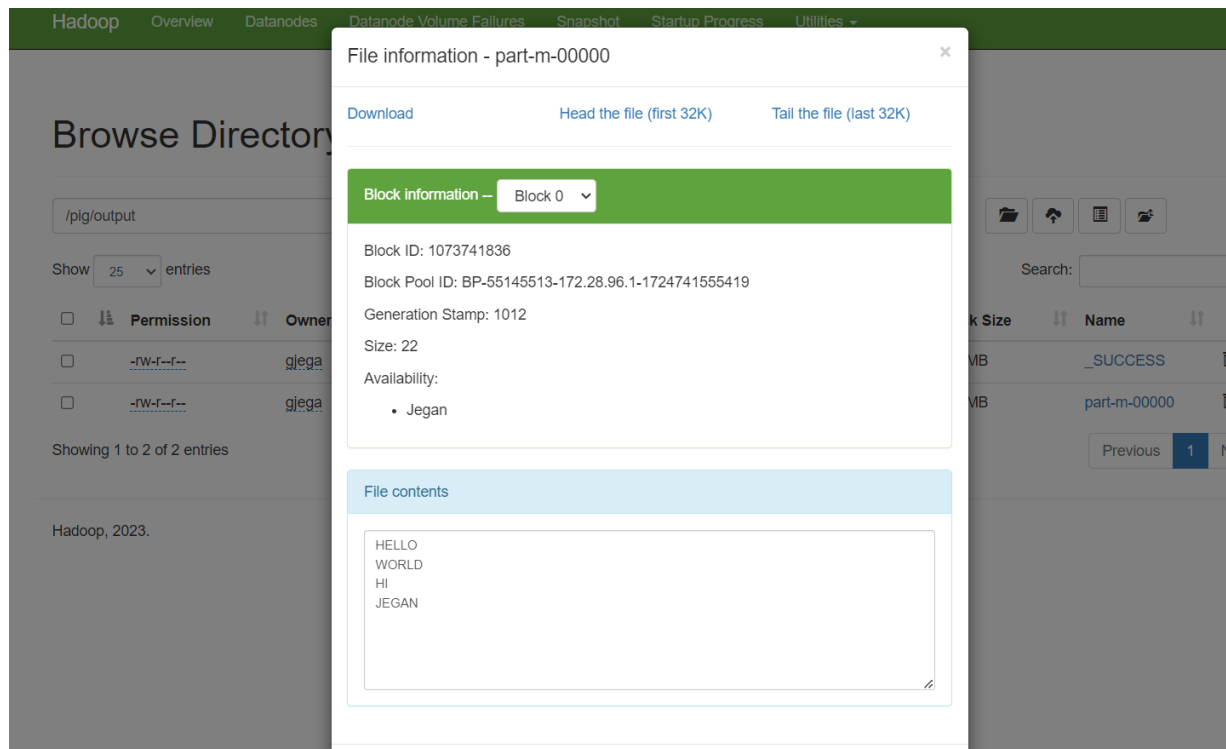 Hadoop Overview Datanodes Datanode Volume Failures Snapshot Startup Progress Utilities
File information - part-m-00000 ×
Download Head the file (first 32K) Tail the file (last 32K)
Browse Directory
Block information -- Block 0
/pig/output
Block ID: 1073741836
Block Pool ID: BP-55145513-172.28.96.1-1724741555419
Generation Stamp: 1012
Size: 22
Availability:
• Jegan
Show 25 entries Search:
Permission Owner k Size Name
-rw-r--r-- gjega MB _SUCCESS
-rw-r--r-- gjega MB part-m-00000
Showing 1 to 2 of 2 entries Previous 1 N
File contents
HELLO
WORLD
HI
JEGAN
Hadoop, 2023.